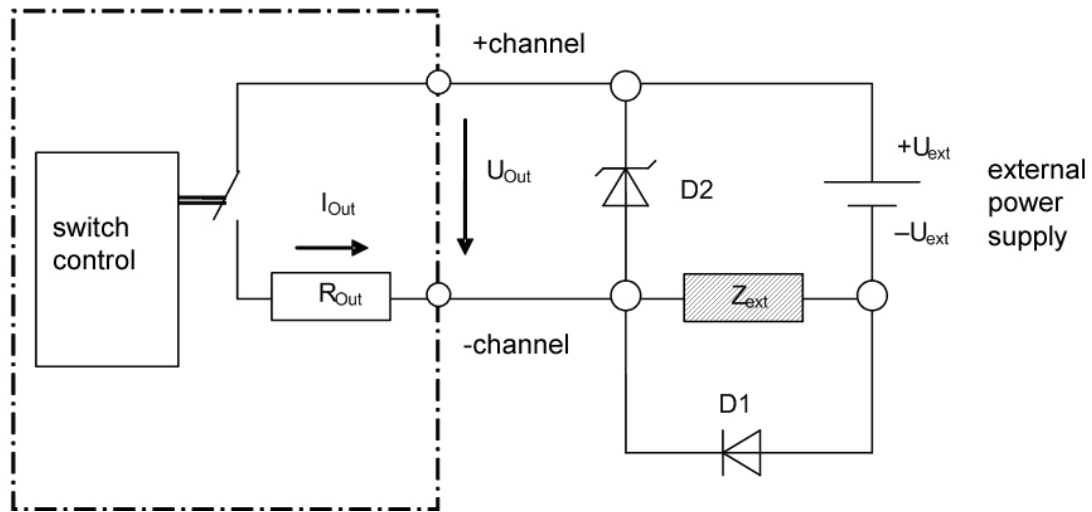 +channel
switch
control
I_Out
R_Out
U_Out
-channel
D2
Z_ext
D1
+U_ext
–U_ext
external
power
supply